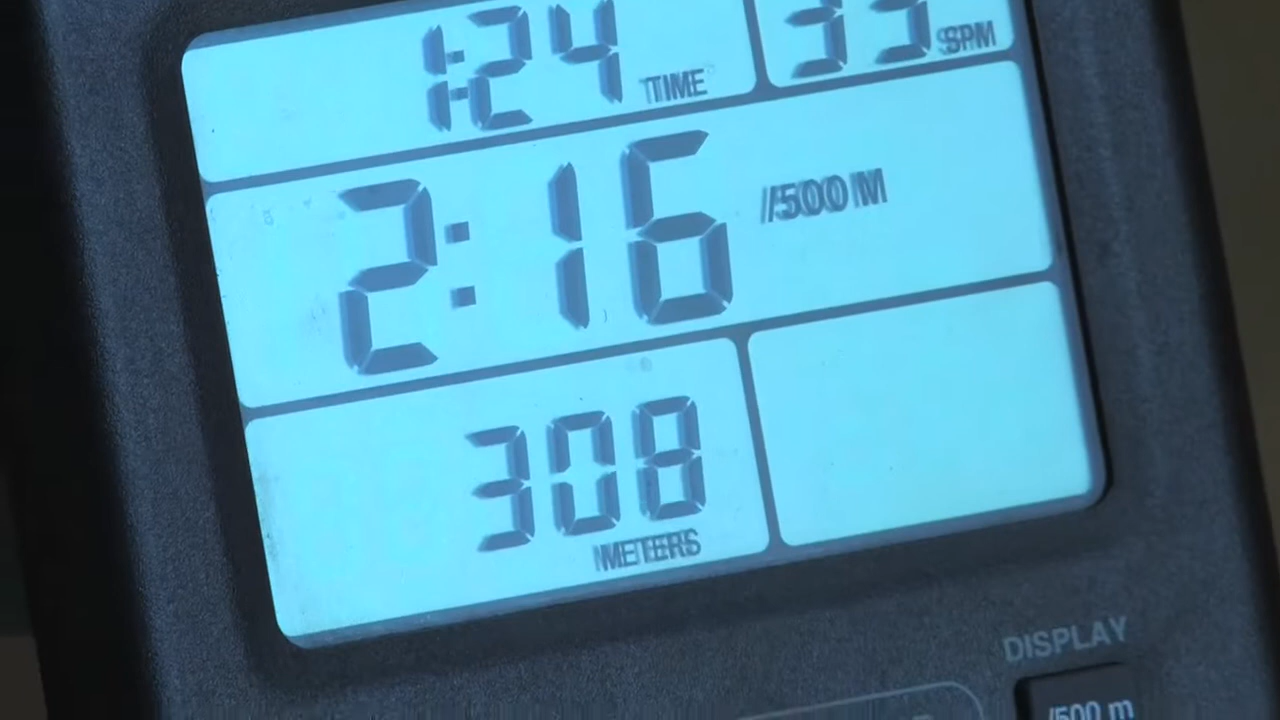 1:24 TIME
SPM
2:16 /500 M
308
METERS
DISPLAY
/500 m